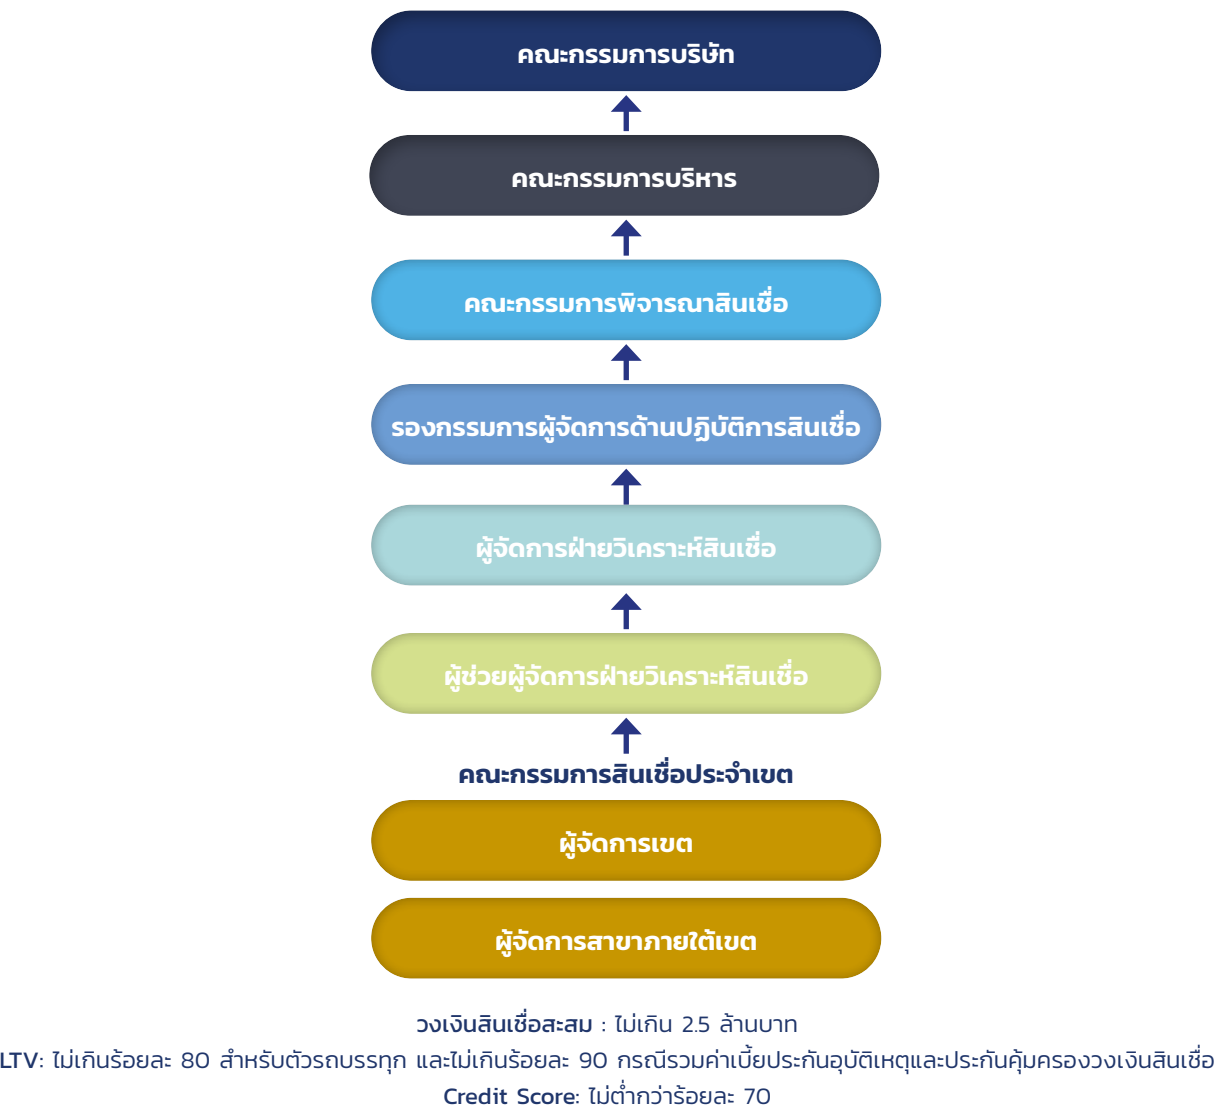 คณะกรรมการบริษัท
คณะกรรมการบริหาร
คณะกรรมการพิจารณาสินเชื่อ
รองกรรมการผู้จัดการด้านปฏิบัติการสินเชื่อ
ผู้จัดการฝ่ายวิเคราะห์สินเชื่อ
ผู้ช่วยผู้จัดการฝ่ายวิเคราะห์สินเชื่อ
คณะกรรมการสินเชื่อประจำเขต
ผู้จัดการเขต
ผู้จัดการสาขาภายใต้เขต
วงเงินสินเชื่อสะสม : ไม่เกิน 2.5 ล้านบาท
LTV: ไม่เกินร้อยละ 80 สำหรับตัวรถบรรทุก และไม่เกินร้อยละ 90 กรณีรวมค่าเบี้ยประกันอุบัติเหตุและประกันคุ้มครองวงเงินสินเชื่อ
Credit Score: ไม่ต่ำกว่าร้อยละ 70